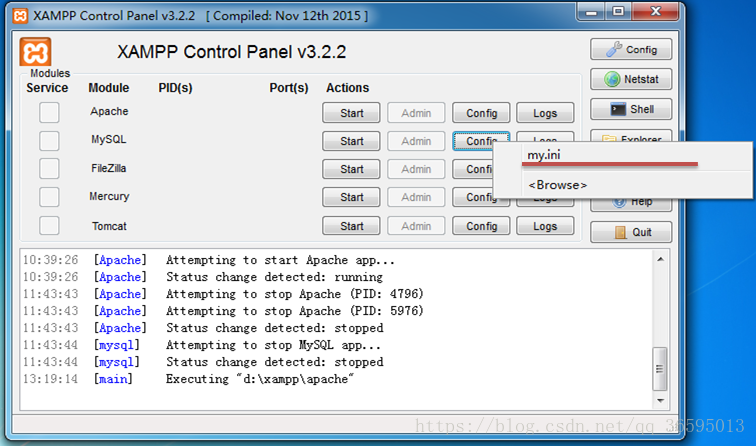 XAMPP Control Panel v3.2.2 [ Compiled: Nov 12th 2015 ]
XAMPP Control Panel v3.2.2
Config
Modules
Service Module PID(s) Port(s) Actions
Netstat
Apache Start Admin Config Logs
Shell
MySQL Start Admin Config Logs
Explorer
my.ini
FileZilla Start Admin
<Browse>
Mercury Start Admin Config Logs
Help
Tomcat Start Admin Config Logs
Quit
10:39:26 [Apache] Attempting to start Apache app...
10:39:26 [Apache] Status change detected: running
11:43:43 [Apache] Attempting to stop Apache (PID: 4796)
11:43:43 [Apache] Attempting to stop Apache (PID: 5976)
11:43:43 [Apache] Status change detected: stopped
11:43:44 [mysql] Attempting to stop MySQL app...
11:43:44 [mysql] Status change detected: stopped
13:19:14 [main] Executing "d:\xampp\apache"
https://blog.csdn.net/qq_36595013